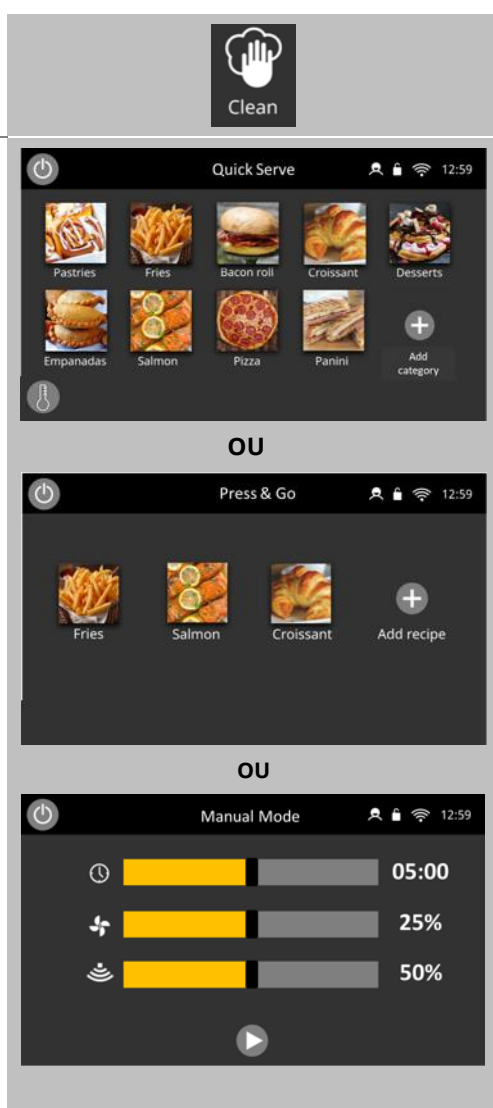 Clean
Quick Serve 12:59
Pastries Fries Bacon roll Croissant Desserts
Empanadas Salmon Pizza Panini Add
category
OU
Press & Go 12:59
Fries Salmon Croissant Add recipe
OU
Manual Mode 12:59
05:00
25%
50%